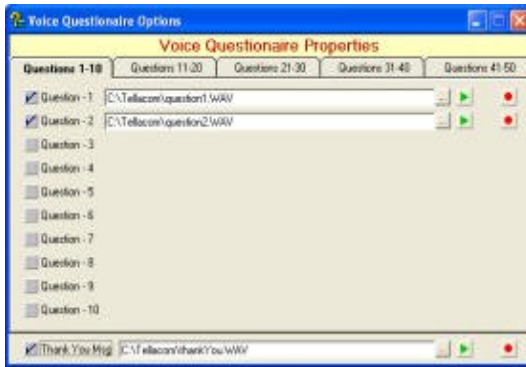 Voice Questionaire Options
Voice Questionaire Properties
Questions 1-10 Questions 11-20 Questions 21-30 Questions 31-40 Questions 41-50
Question - 1 C:\Tellacom\question1.WAV ...
Question - 2 C:\Tellacom\question2.WAV ...
Question - 3
Question - 4
Question - 5
Question - 6
Question - 7
Question - 8
Question - 9
Question - 10
Thank You Msg C:\Tellacom\thankYou.WAV ...